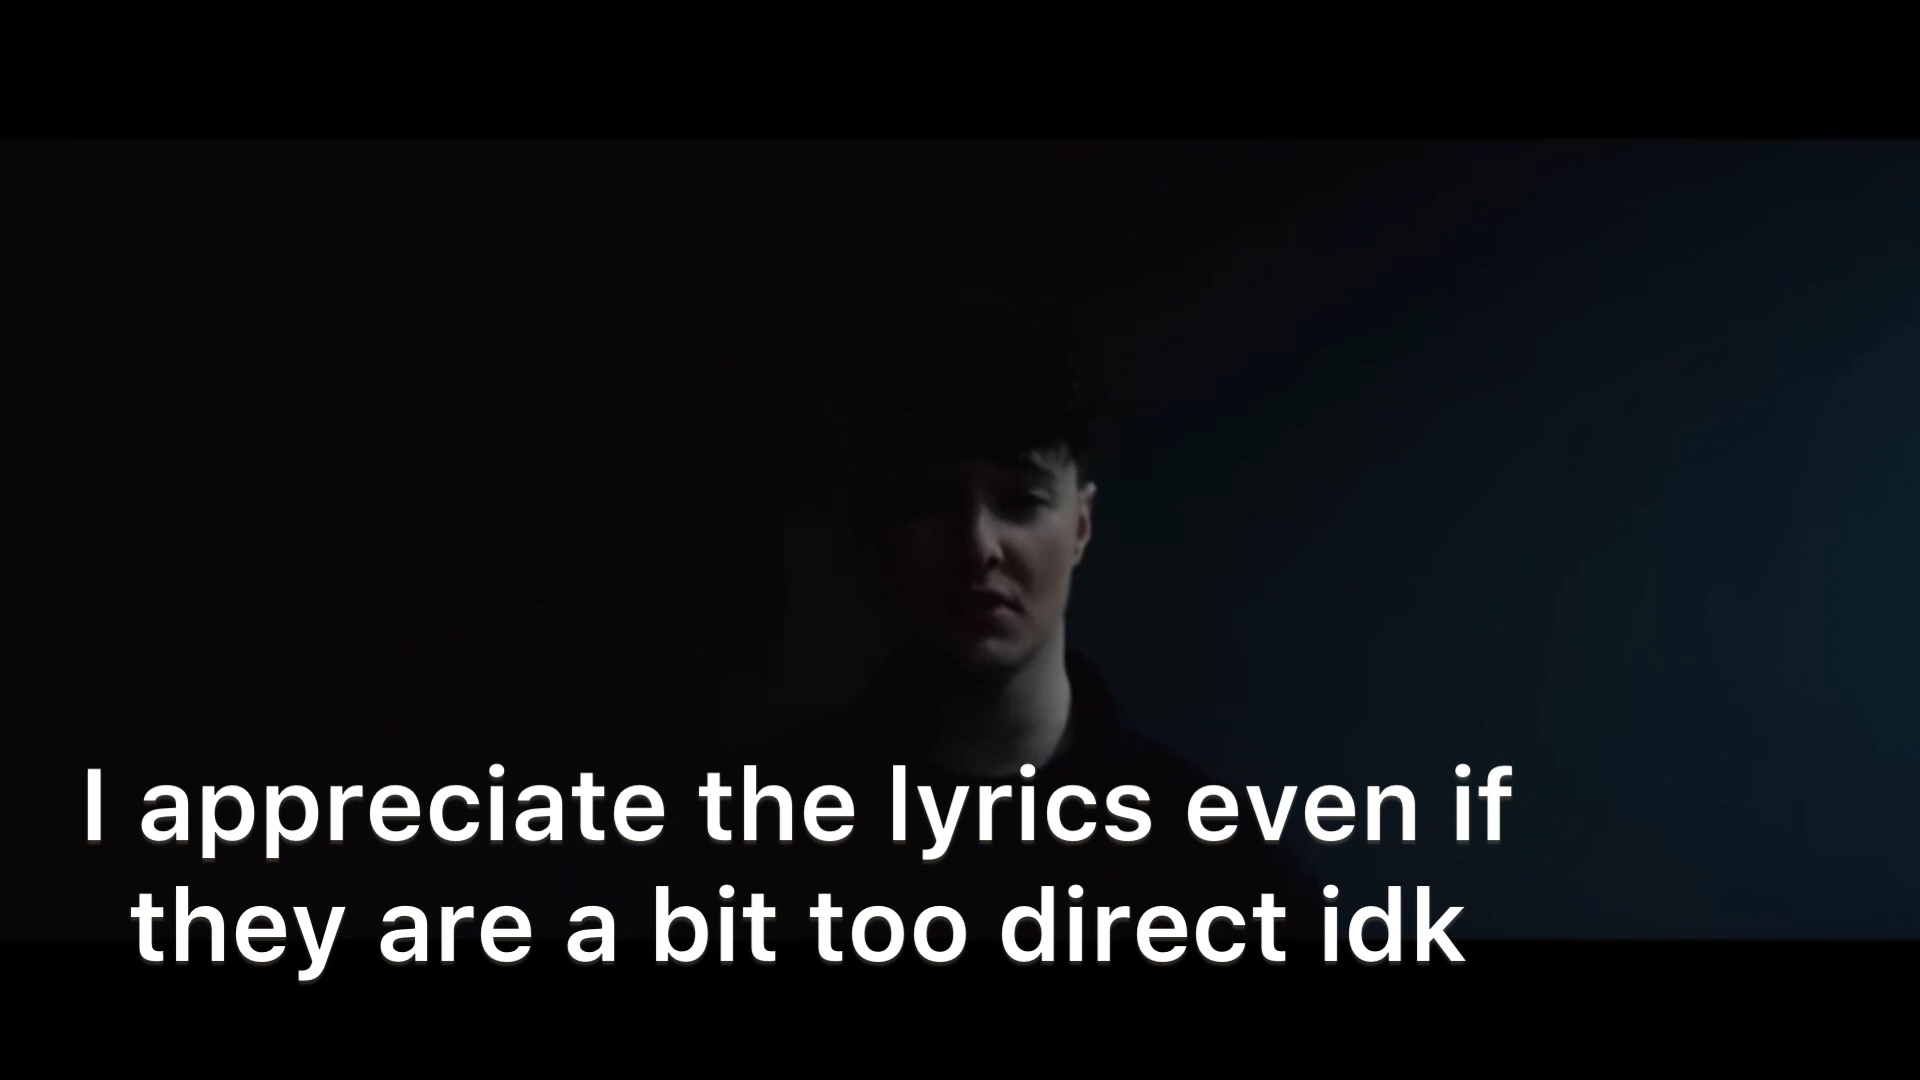 I appreciate the lyrics even if
they are a bit too direct idk